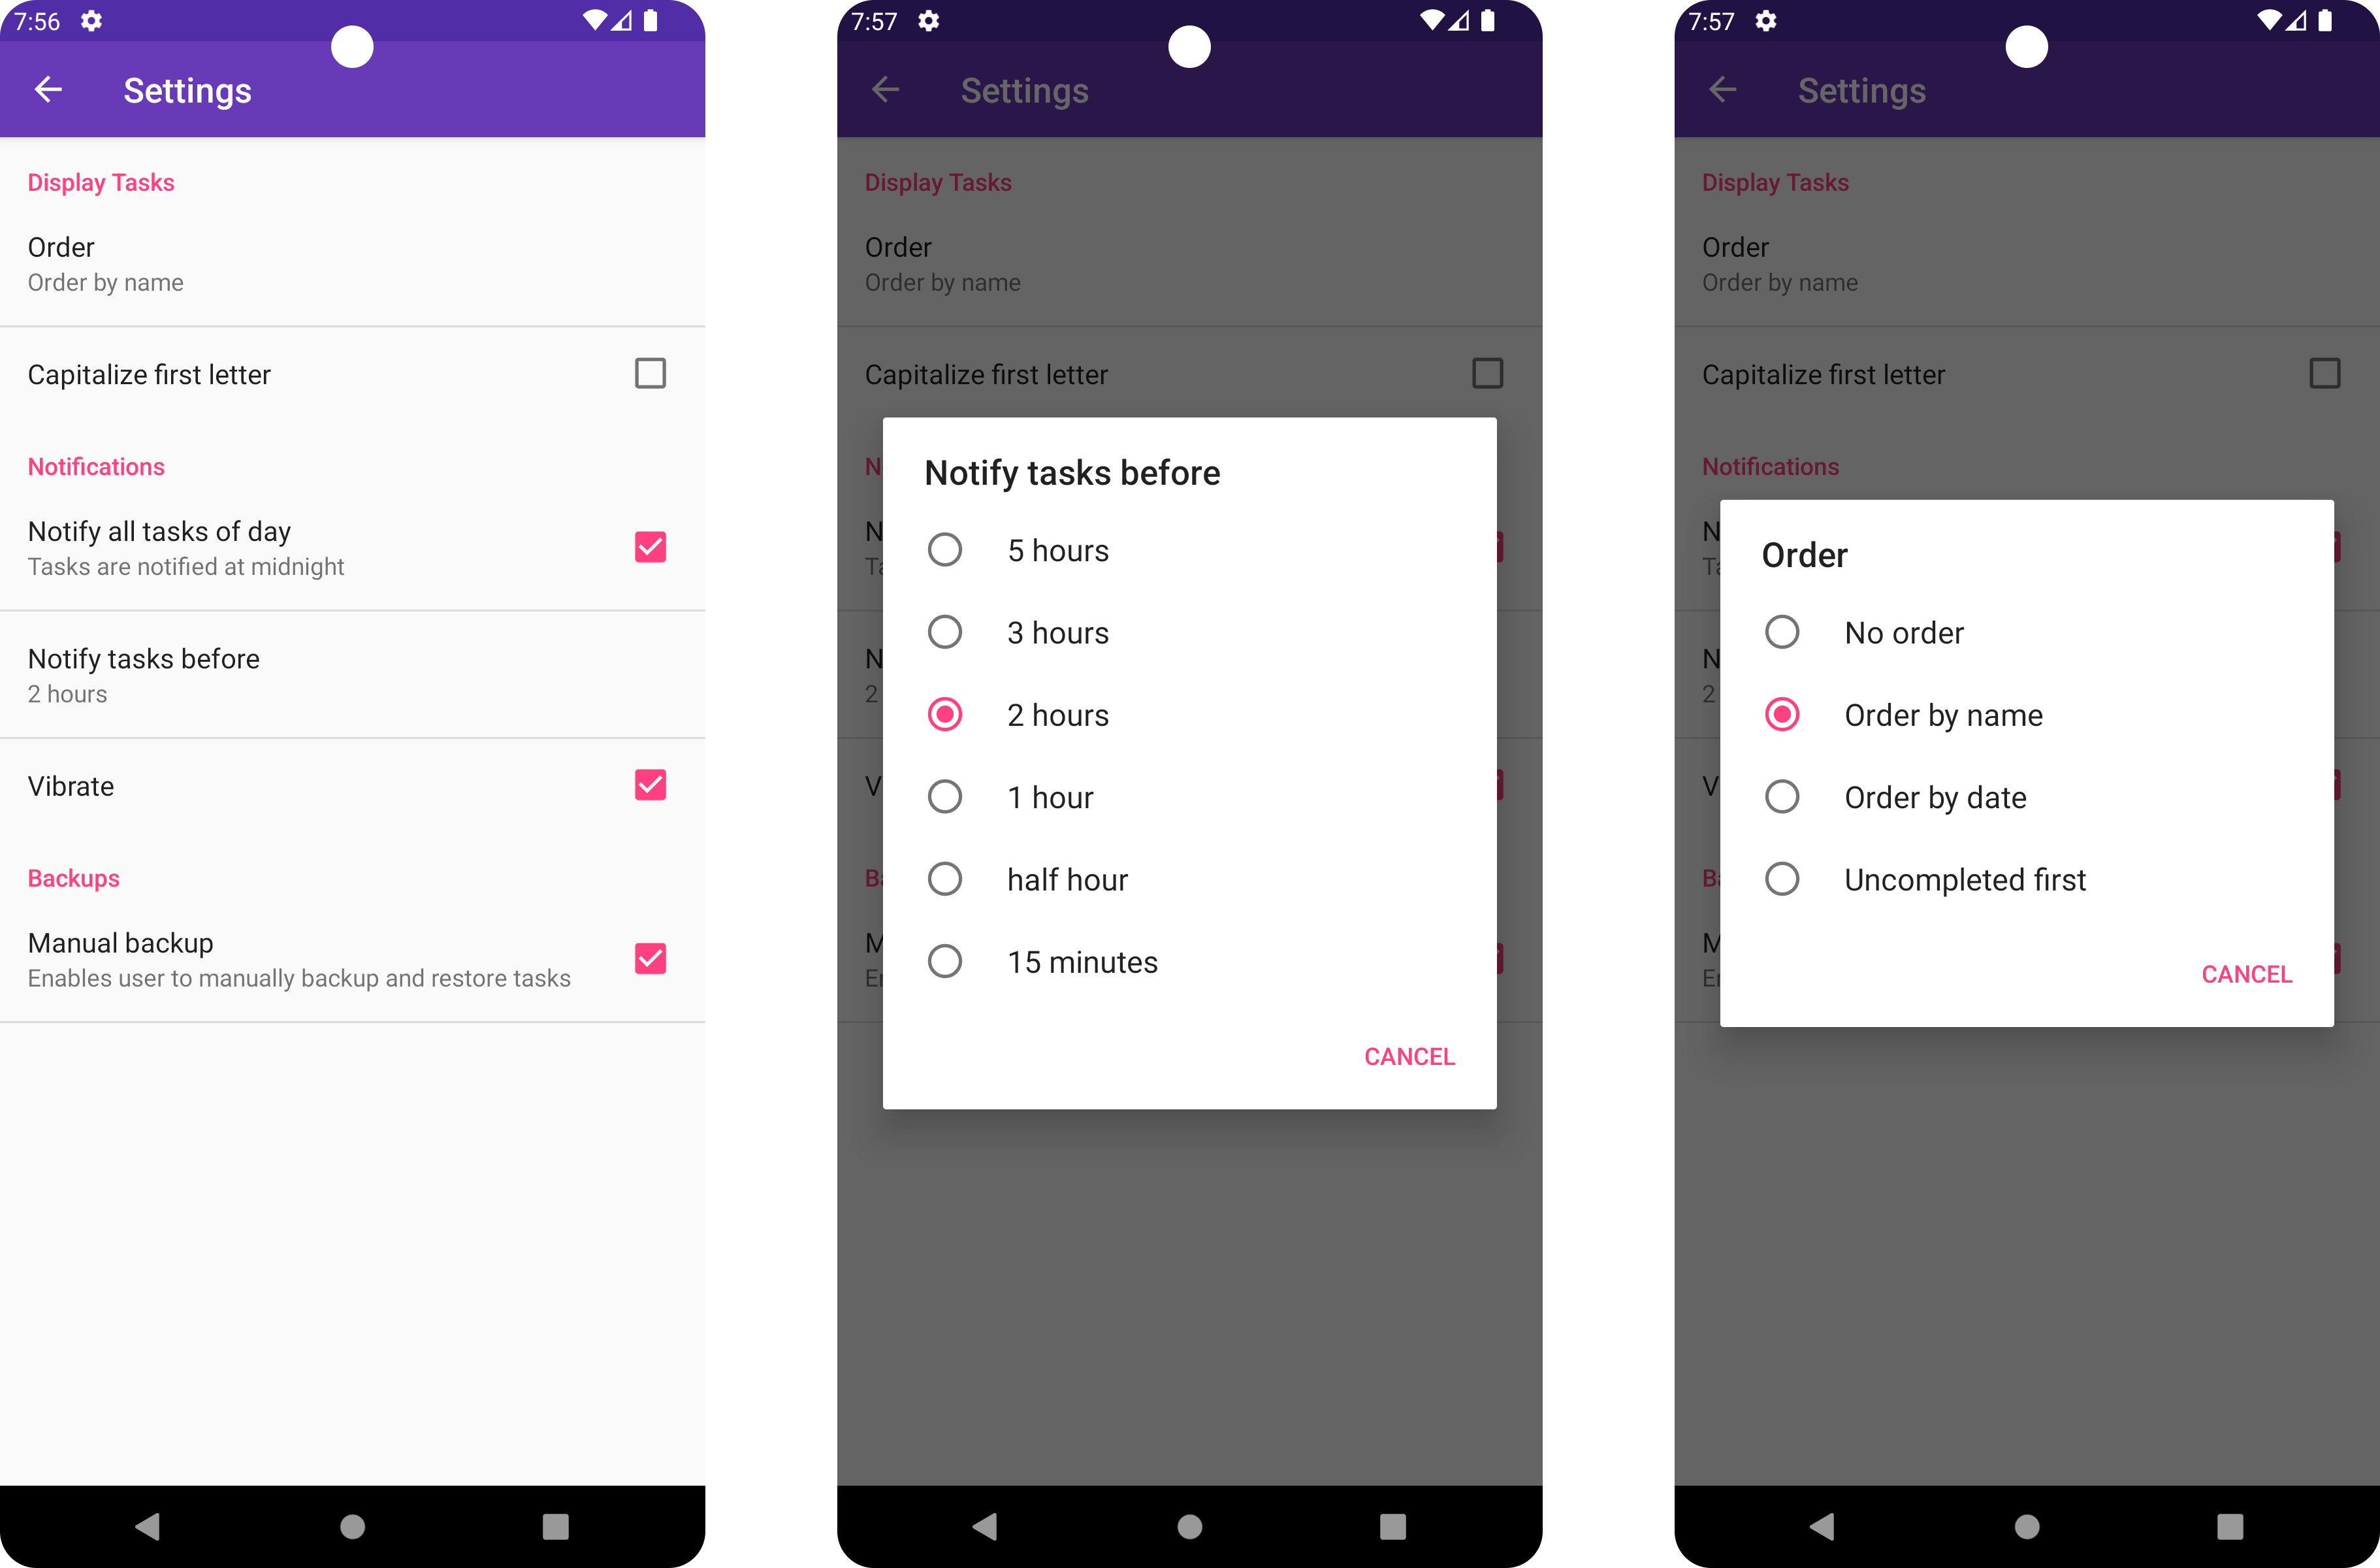 7:56
Settings
Display Tasks
Order
Order by name
Capitalize first letter
Notifications
Notify all tasks of day
Tasks are notified at midnight
Notify tasks before
2 hours
Vibrate
Backups
Manual backup
Enables user to manually backup and restore tasks
7:57
Settings
Display Tasks
Order
Order by name
Capitalize first letter
Notify tasks before
5 hours
3 hours
2 hours
1 hour
half hour
15 minutes
CANCEL
7:57
Settings
Display Tasks
Order
Order by name
Capitalize first letter
Notifications
Order
No order
Order by name
Order by date
Uncompleted first
CANCEL